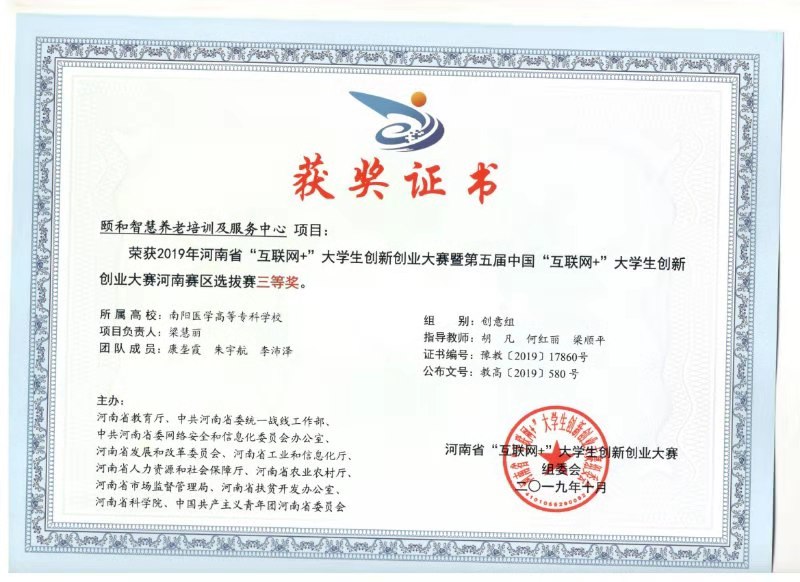 获奖证书
颐和智慧养老培训及服务中心 项目：
荣获2019年河南省“互联网+”大学生创新创业大赛暨第五届中国“互联网+”大学生创新
创业大赛河南赛区选拔赛三等奖。
所属高校：南阳医学高等专科学校
项目负责人：梁慧丽
团队成员：康垄霞 朱宇航 李沛泽
组 别：创意组
指导教师：胡 凡 何红丽 梁顺平
证书编号：豫教〔2019〕17860号
公布文号：教高〔2019〕580号
主办：
河南省教育厅、中共河南省委统一战线工作部、
中共河南省委网络安全和信息化委员会办公室、
河南省发展和改革委员会、河南省工业和信息化厅、
河南省人力资源和社会保障厅、河南省农业农村厅、
河南省市场监督管理局、河南省扶贫开发办公室、
河南省科学院、中国共产主义青年团河南省委员会
河南省“互联网+”大学生创新创业大赛
组委会
二〇一九年十月